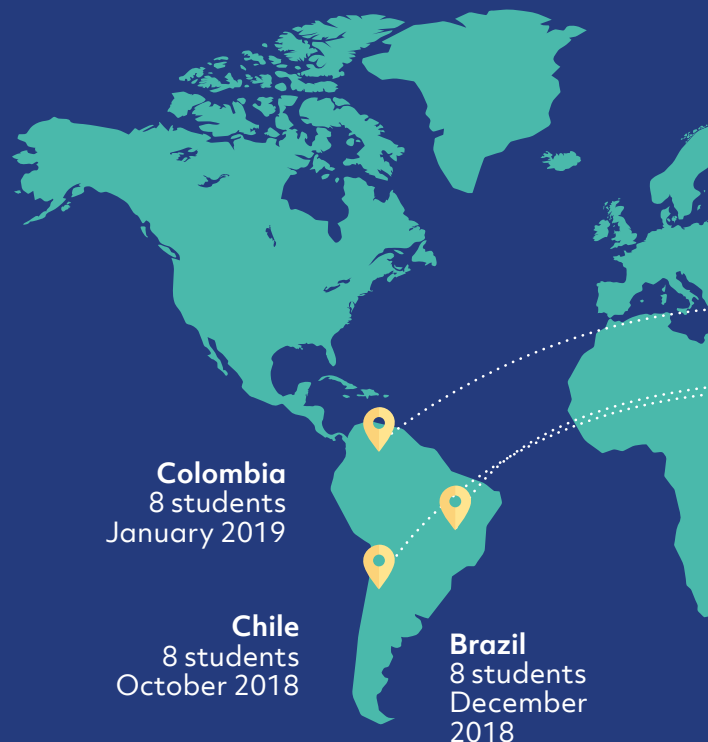 Colombia
8 students
January 2019
Chile
8 students
October 2018
Brazil
8 students
December
2018